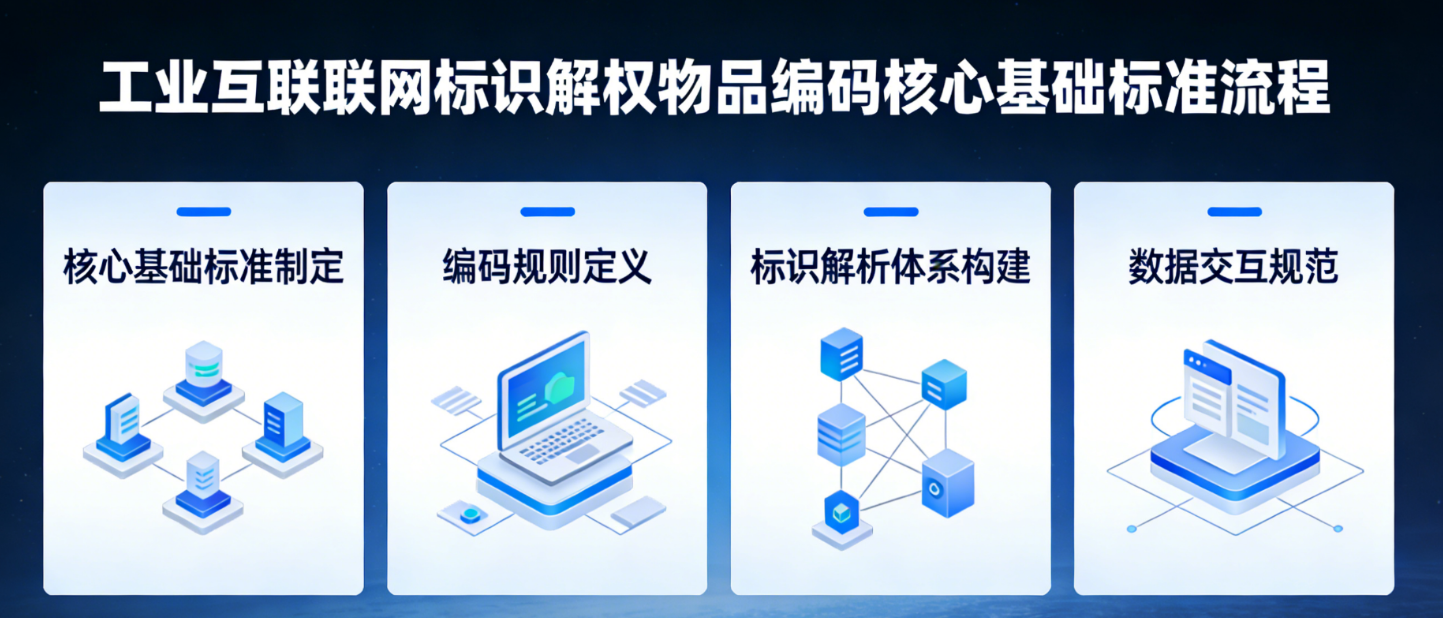 工业互联联网标识解权物品编码核心基础标准流程
核心基础标准制定
编码规则定义
标识解析体系构建
数据交互规范